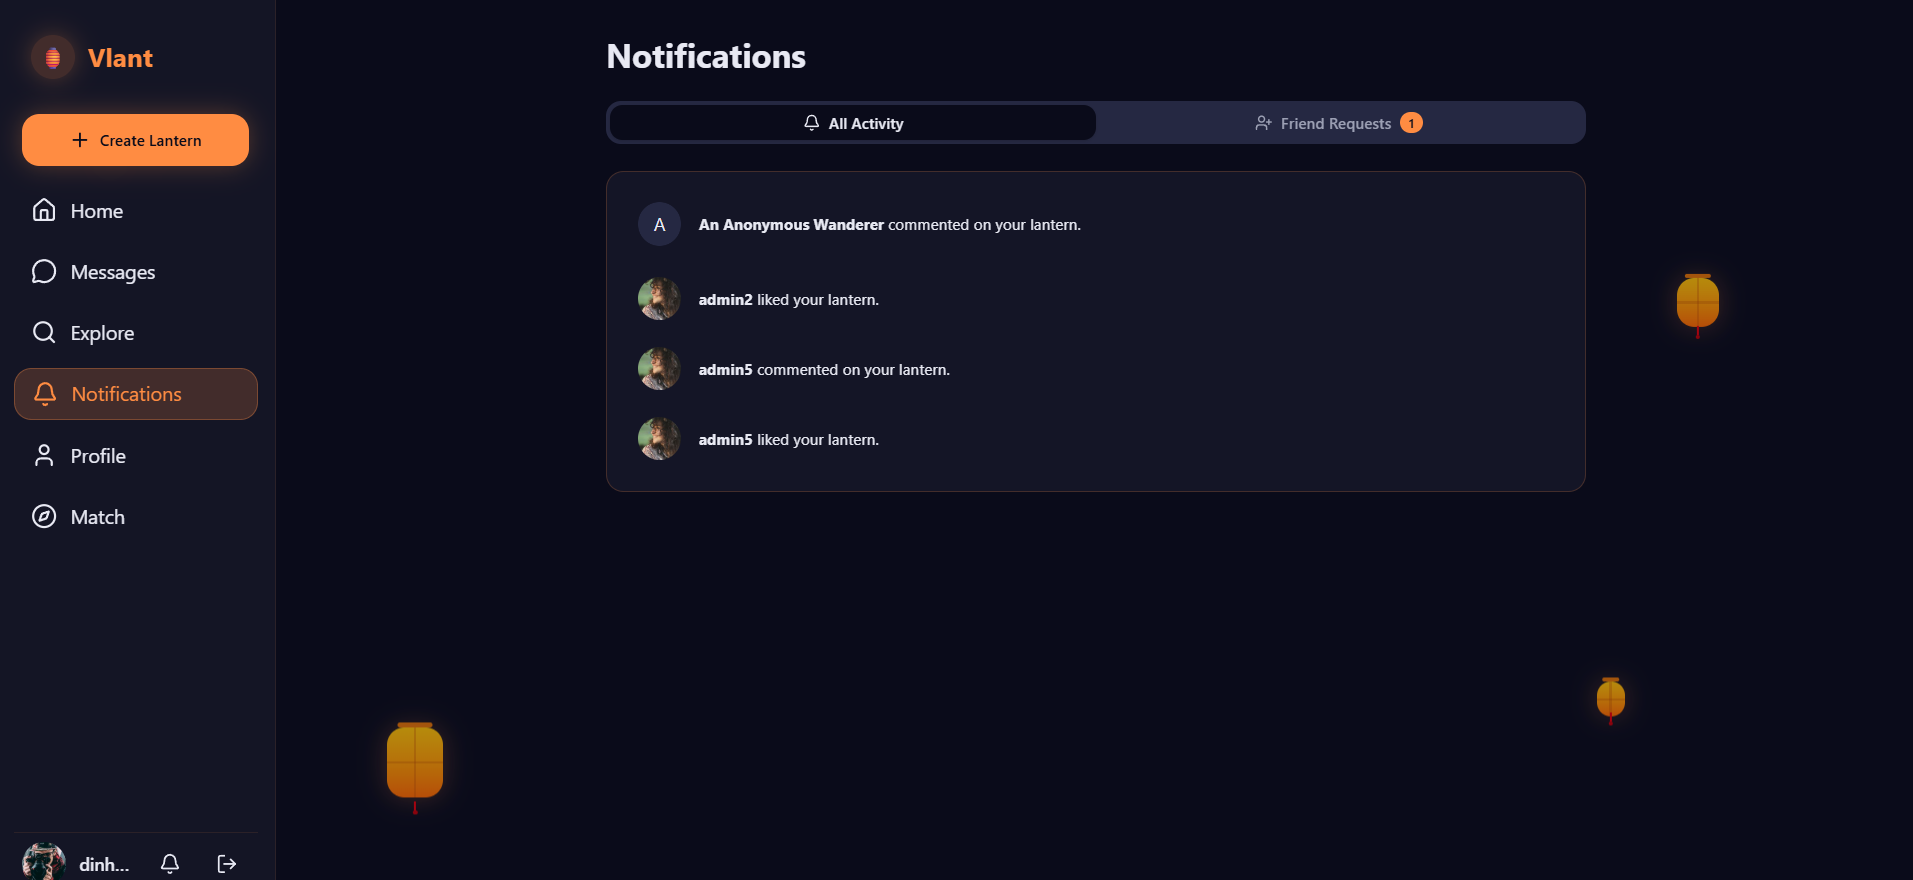 Vlant
Create Lantern
Home
Messages
Explore
Notifications
Profile
Match
dinh...
Notifications
All Activity
Friend Requests 1
A
An Anonymous Wanderer commented on your lantern.
admin2 liked your lantern.
admin5 commented on your lantern.
admin5 liked your lantern.